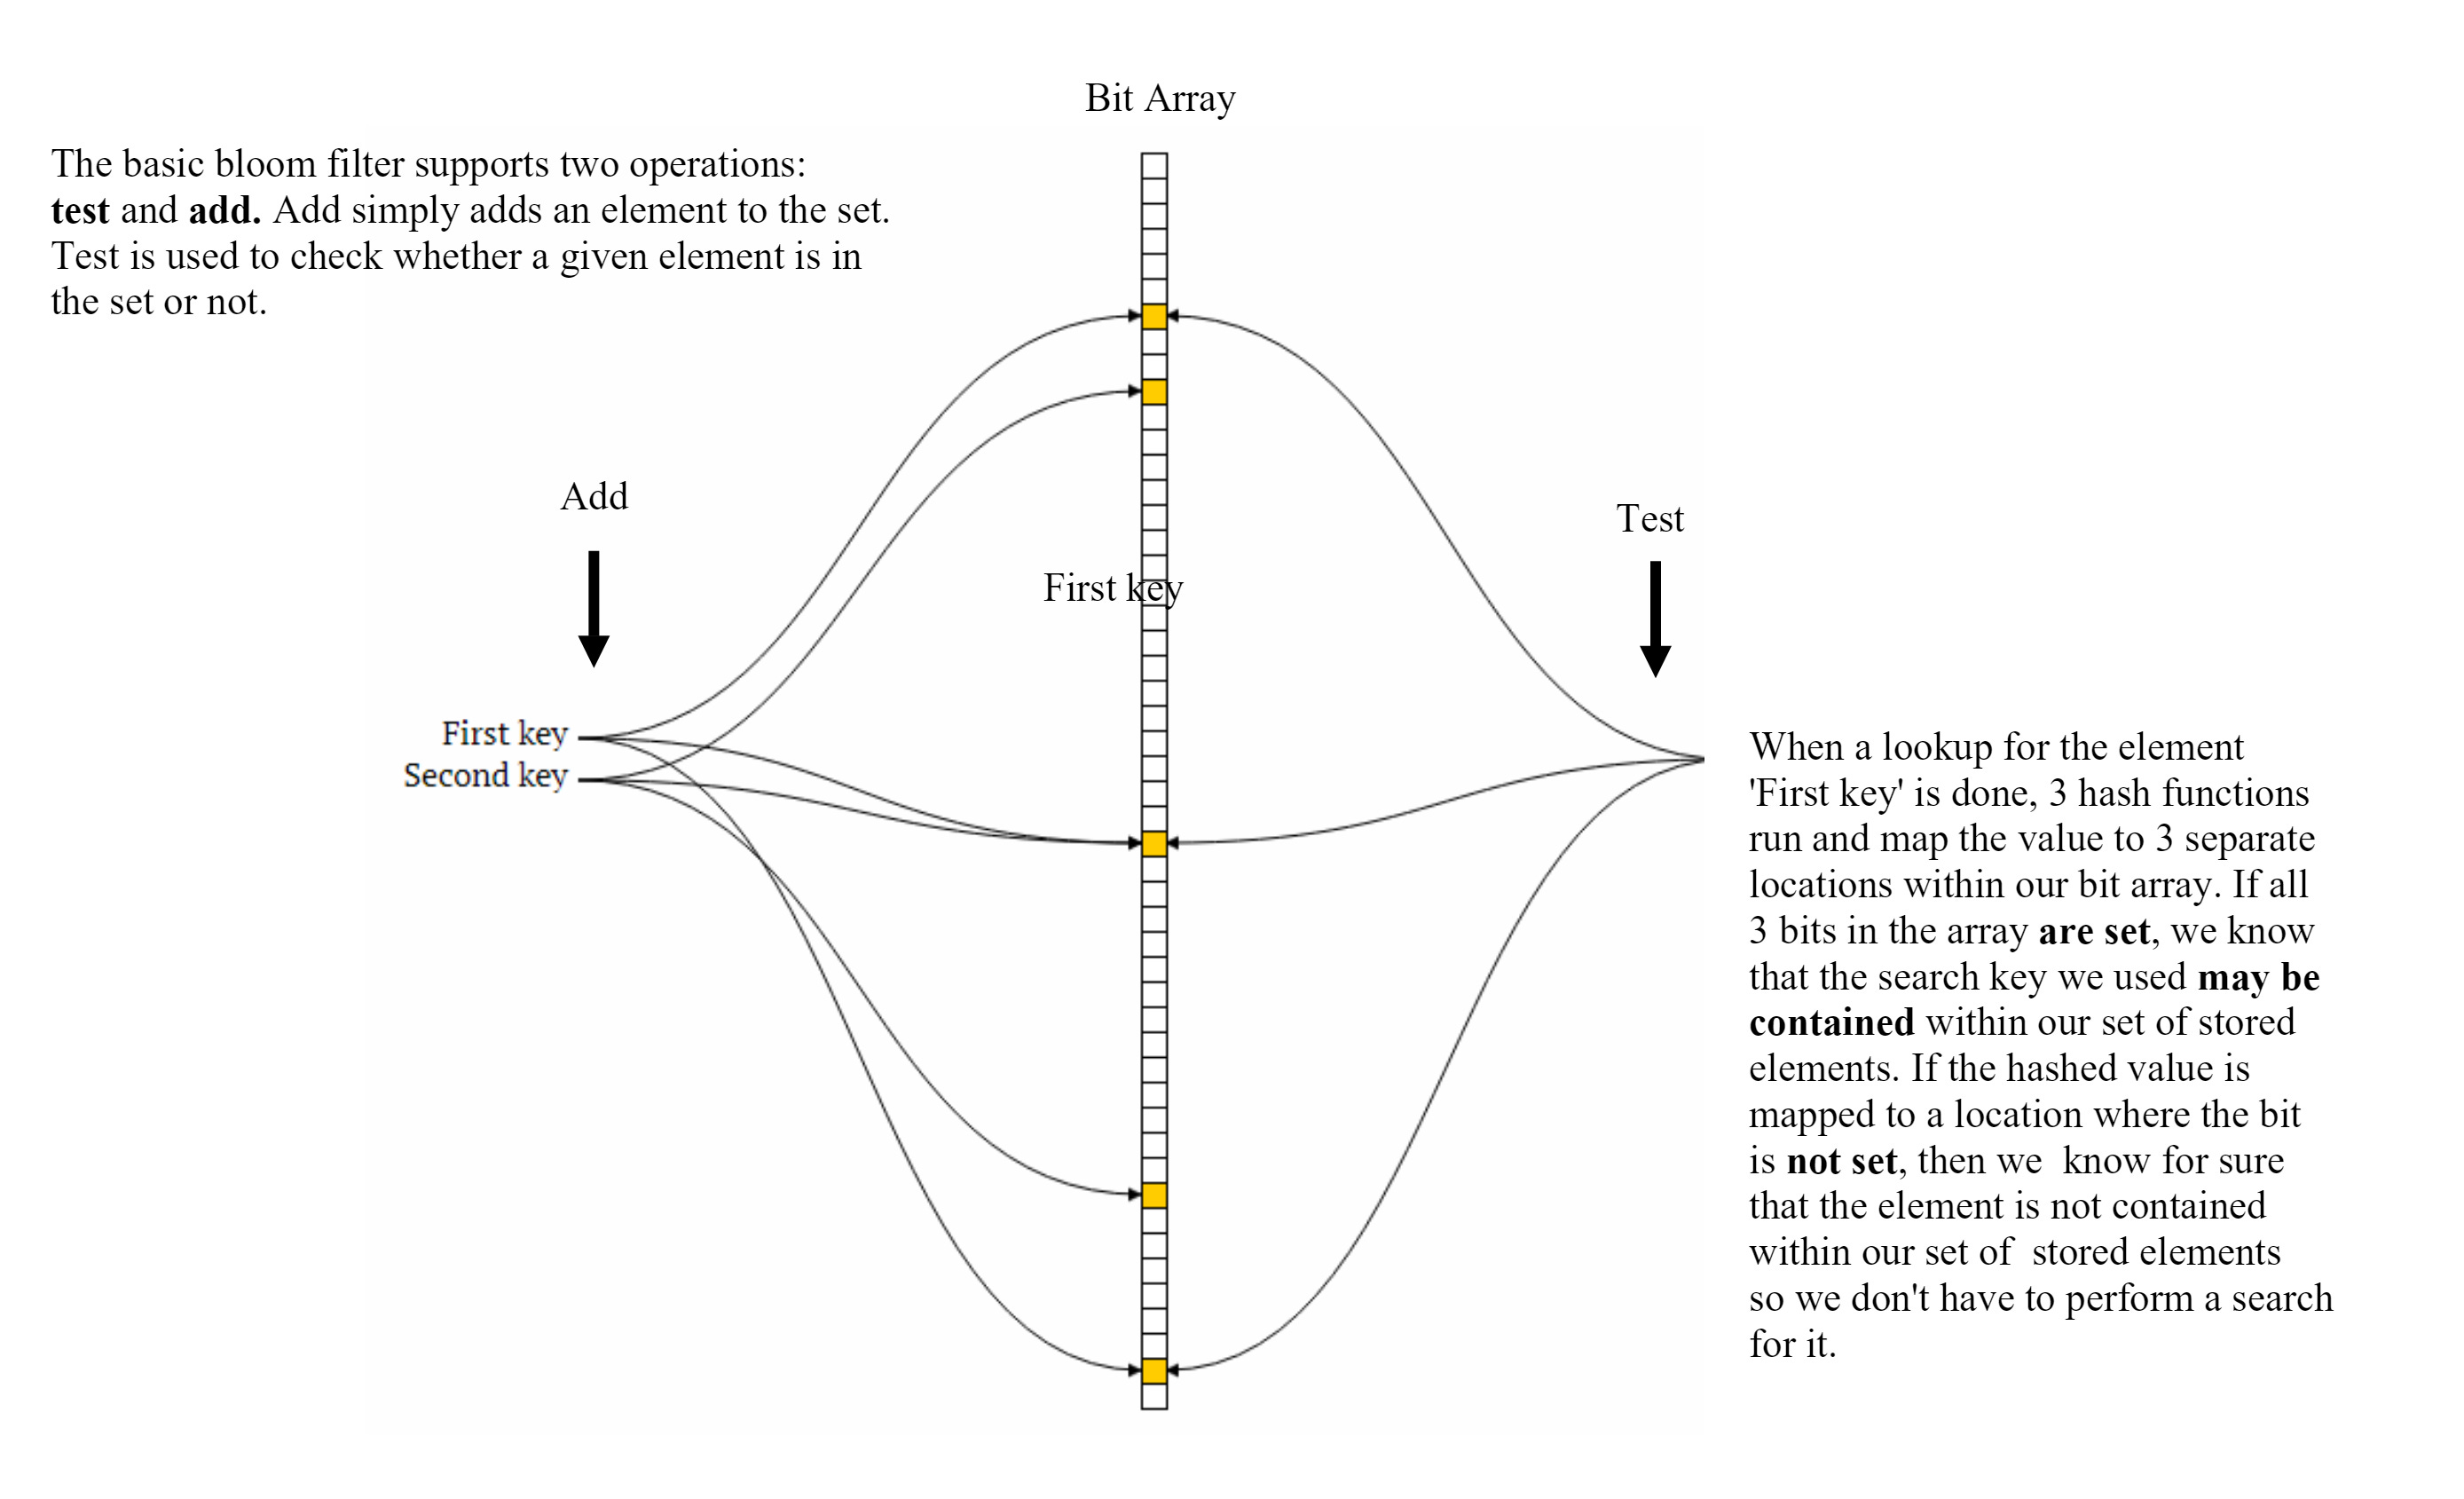 Bit Array
The basic bloom filter supports two operations:
test and add. Add simply adds an element to the set.
Test is used to check whether a given element is in
the set or not.
Add
Test
First key
First key
Second key
When a lookup for the element
'First key' is done, 3 hash functions
run and map the value to 3 separate
locations within our bit array. If all
3 bits in the array are set, we know
that the search key we used may be
contained within our set of stored
elements. If the hashed value is
mapped to a location where the bit
is not set, then we  know for sure
that the element is not contained
within our set of  stored elements
so we don't have to perform a search
for it.